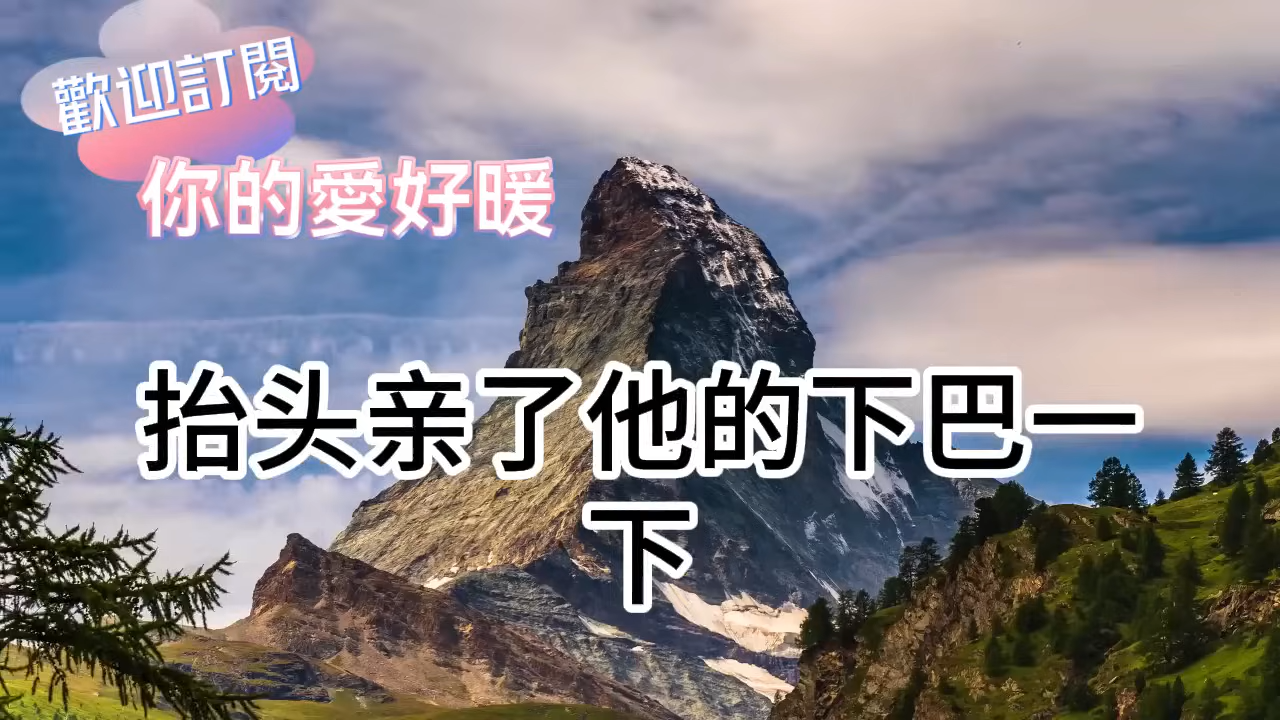 歡迎訂閱
你的愛好暖
抬头亲了他的下巴一
下